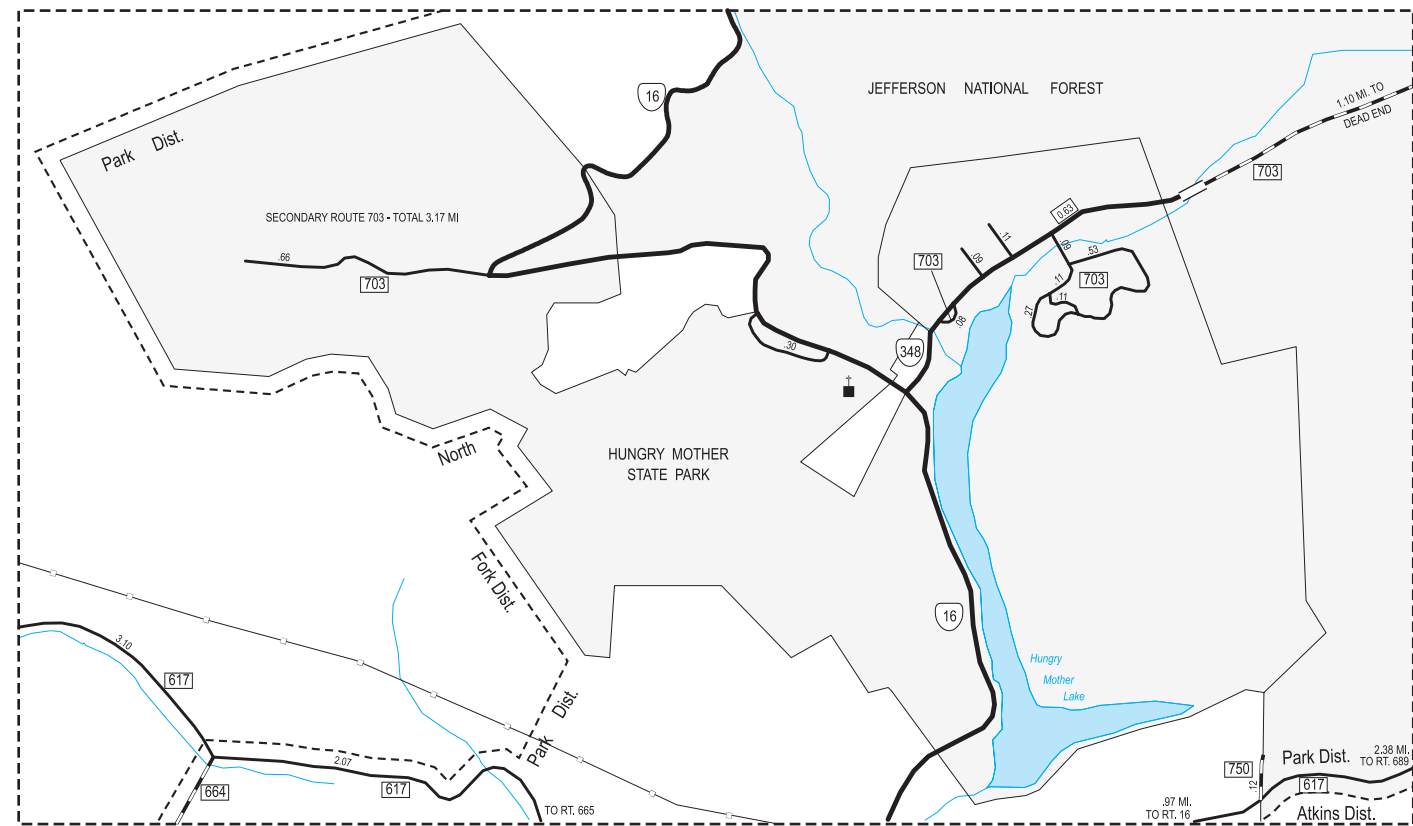 16
JEFFERSON NATIONAL FOREST
1.10 MI. TO
DEAD END
Park Dist.
703
SECONDARY ROUTE 703 - TOTAL 3.17 MI
0.63
.11
.09
.09
.53
.66
703
703
.11
703
.11
.27
.08
348
.30
North
HUNGRY MOTHER
STATE PARK
Fork Dist.
16
3.10
617
Hungry
Mother
Lake
Park Dist.
2.07
617
664
TO RT. 665
Park Dist.
2.38 MI.
TO RT. 689
750
.12
617
.97 MI.
TO RT. 16
Atkins Dist.